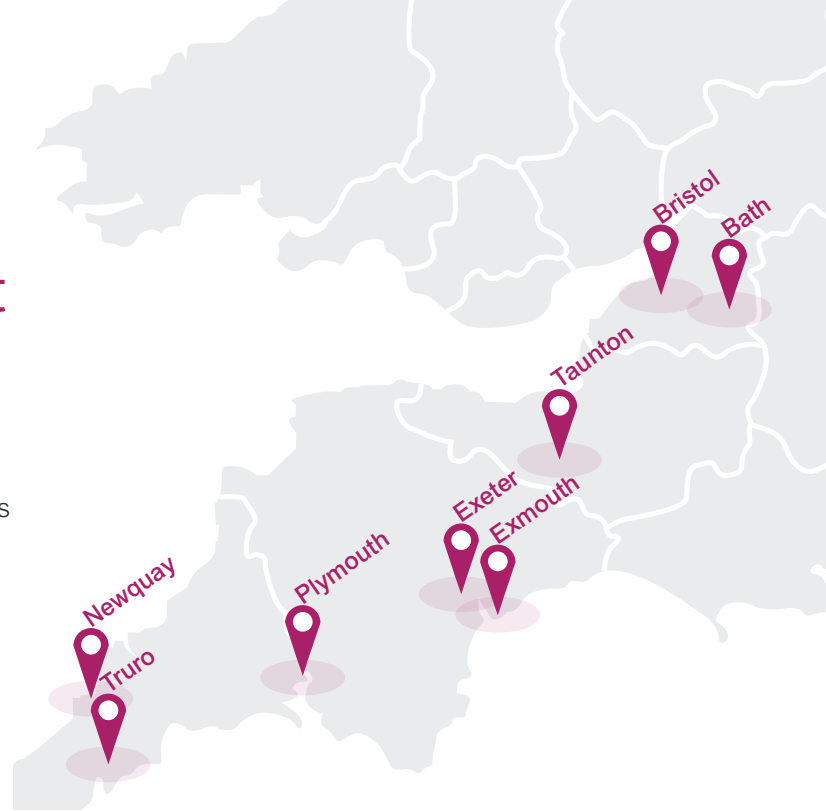 Bristol
Bath
t
Taunton
Exeter
s
Exmouth
Plymouth
Newquay
Truro